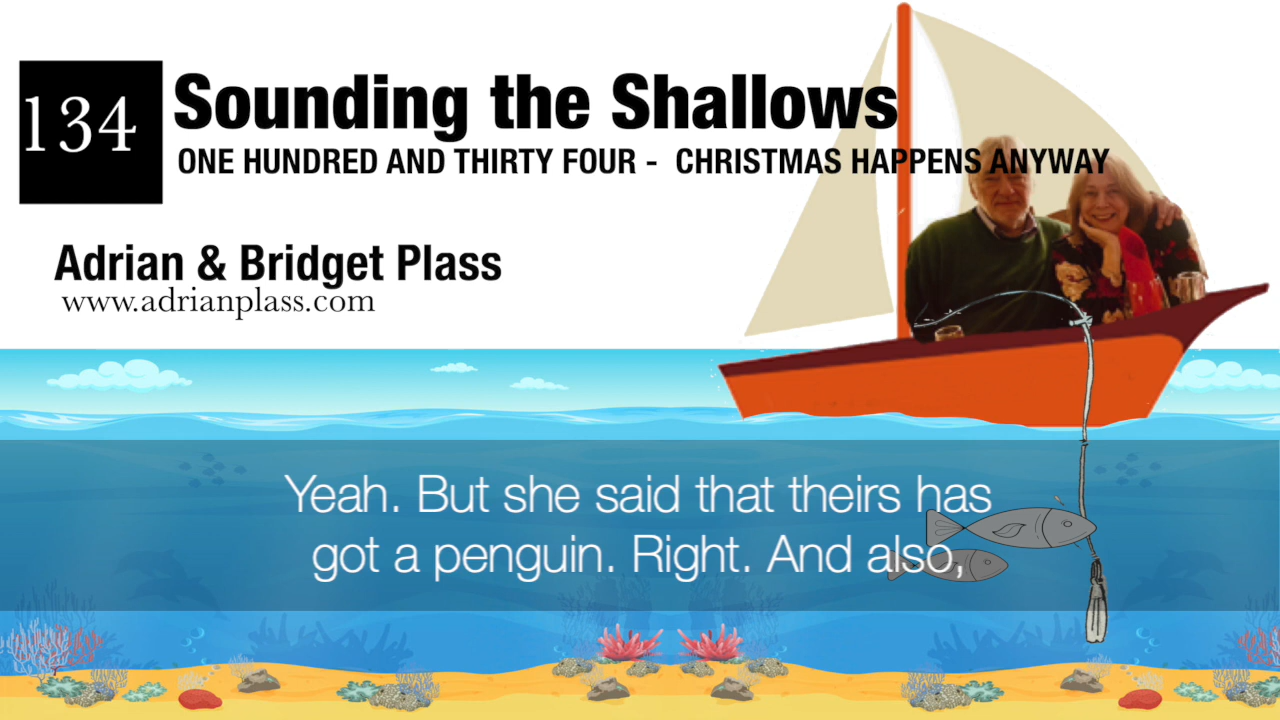 134
Sounding the Shallows
ONE HUNDRED AND THIRTY FOUR - CHRISTMAS HAPPENS ANYWAY
Adrian & Bridget Plass
www.adrianplass.com
Yeah. But she said that theirs has
got a penguin. Right. And also,